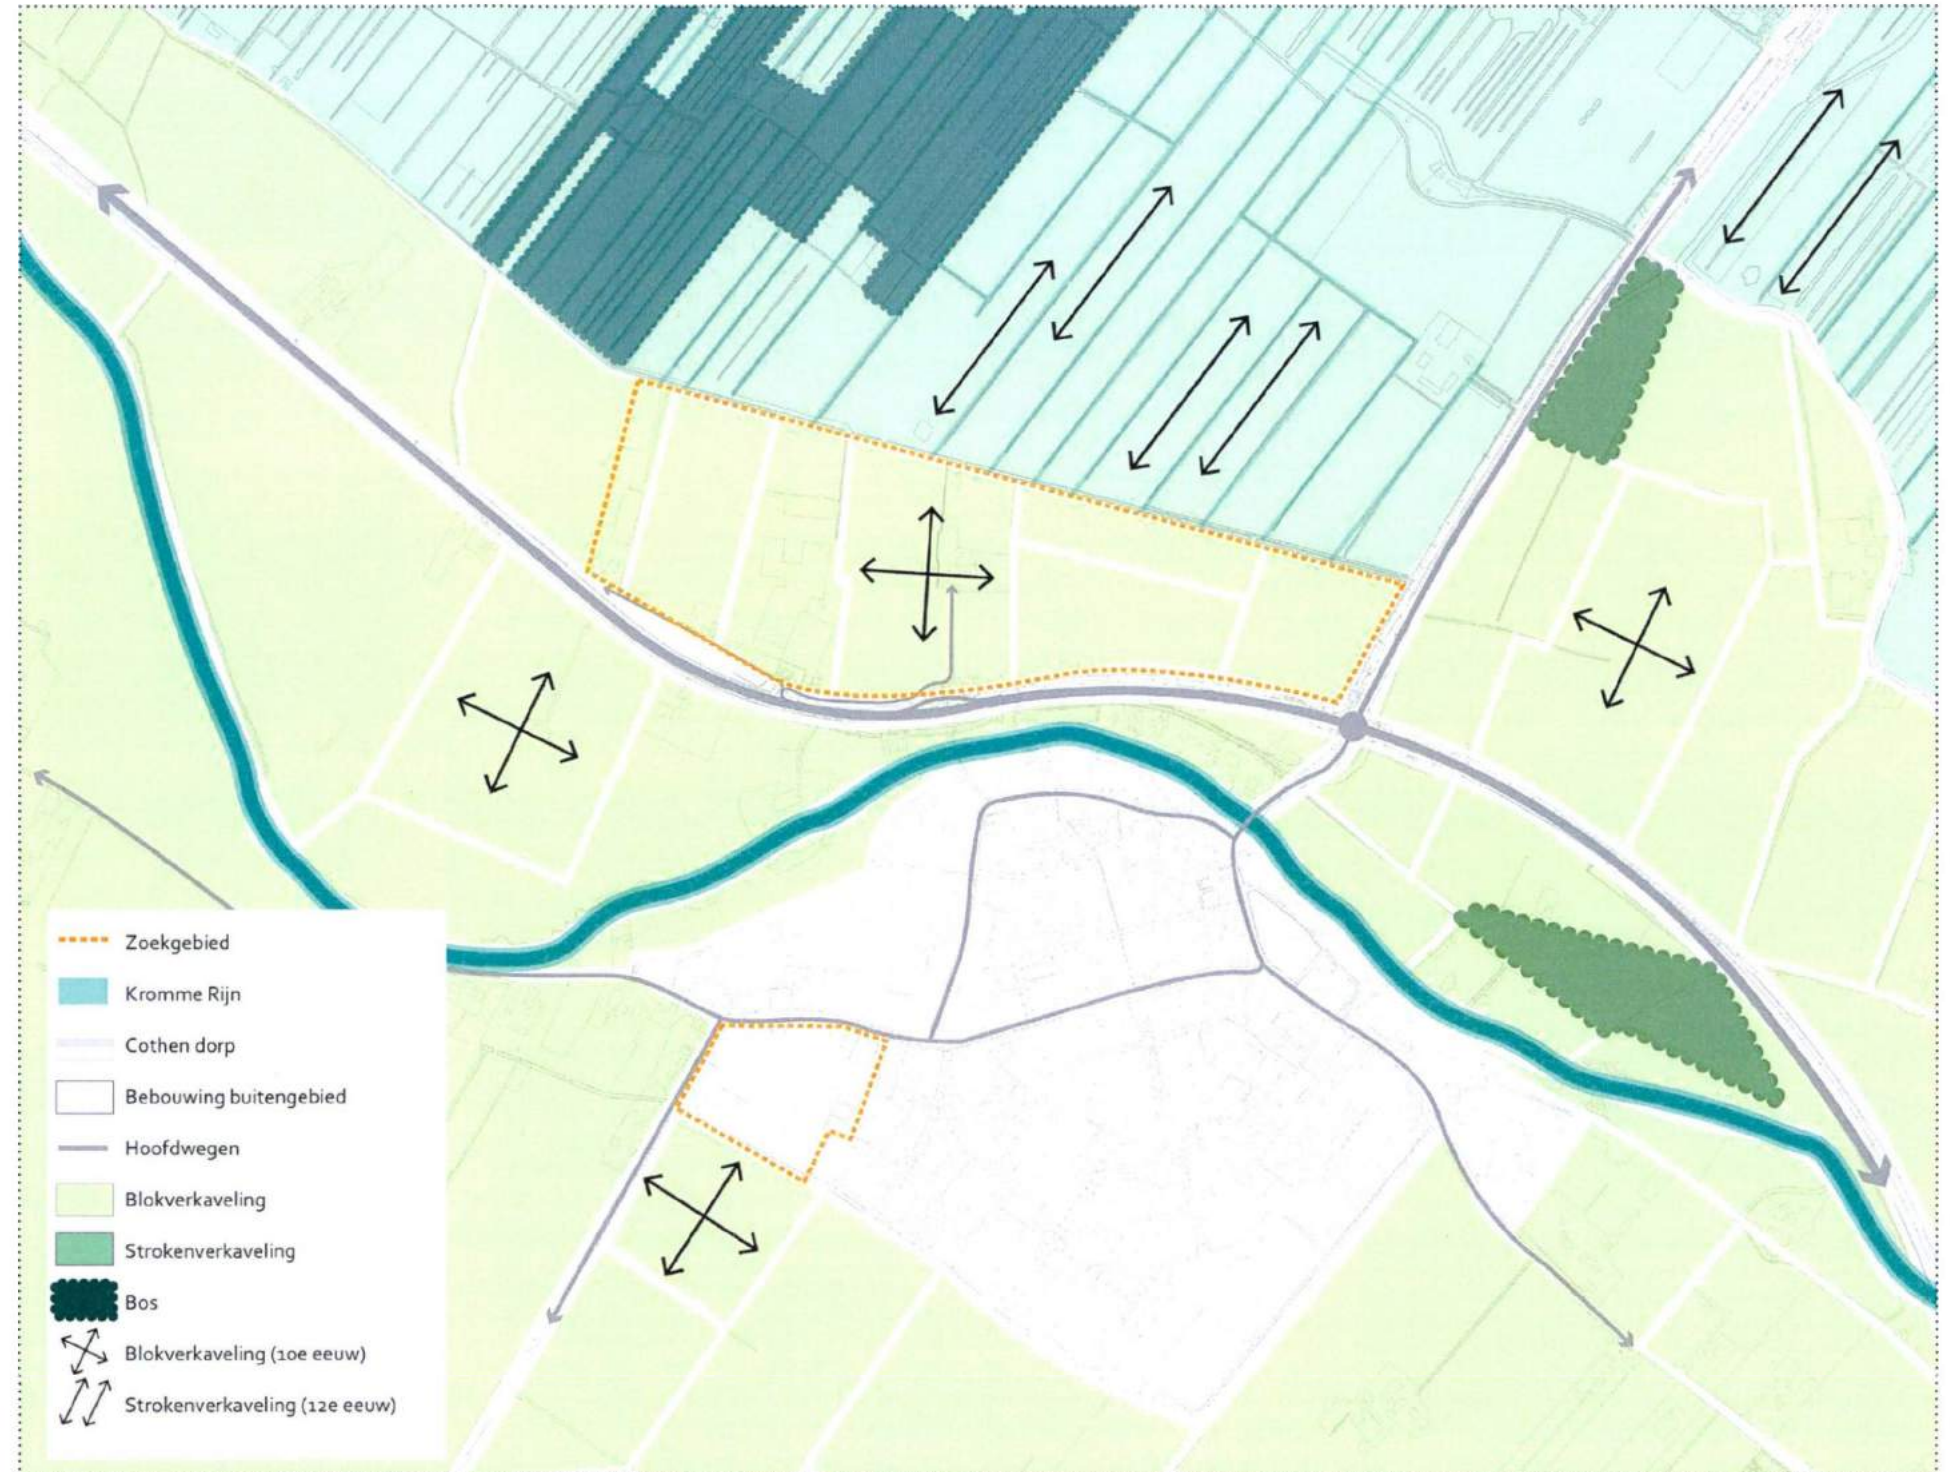 Zoekgebied
Kromme Rijn
Cothen dorp
Bebouwing buitengebied
Hoofdwegen
Blokverkaveling
Strokenverkaveling
Bos
Blokverkaveling (10e eeuw)
Strokenverkaveling (12e eeuw)